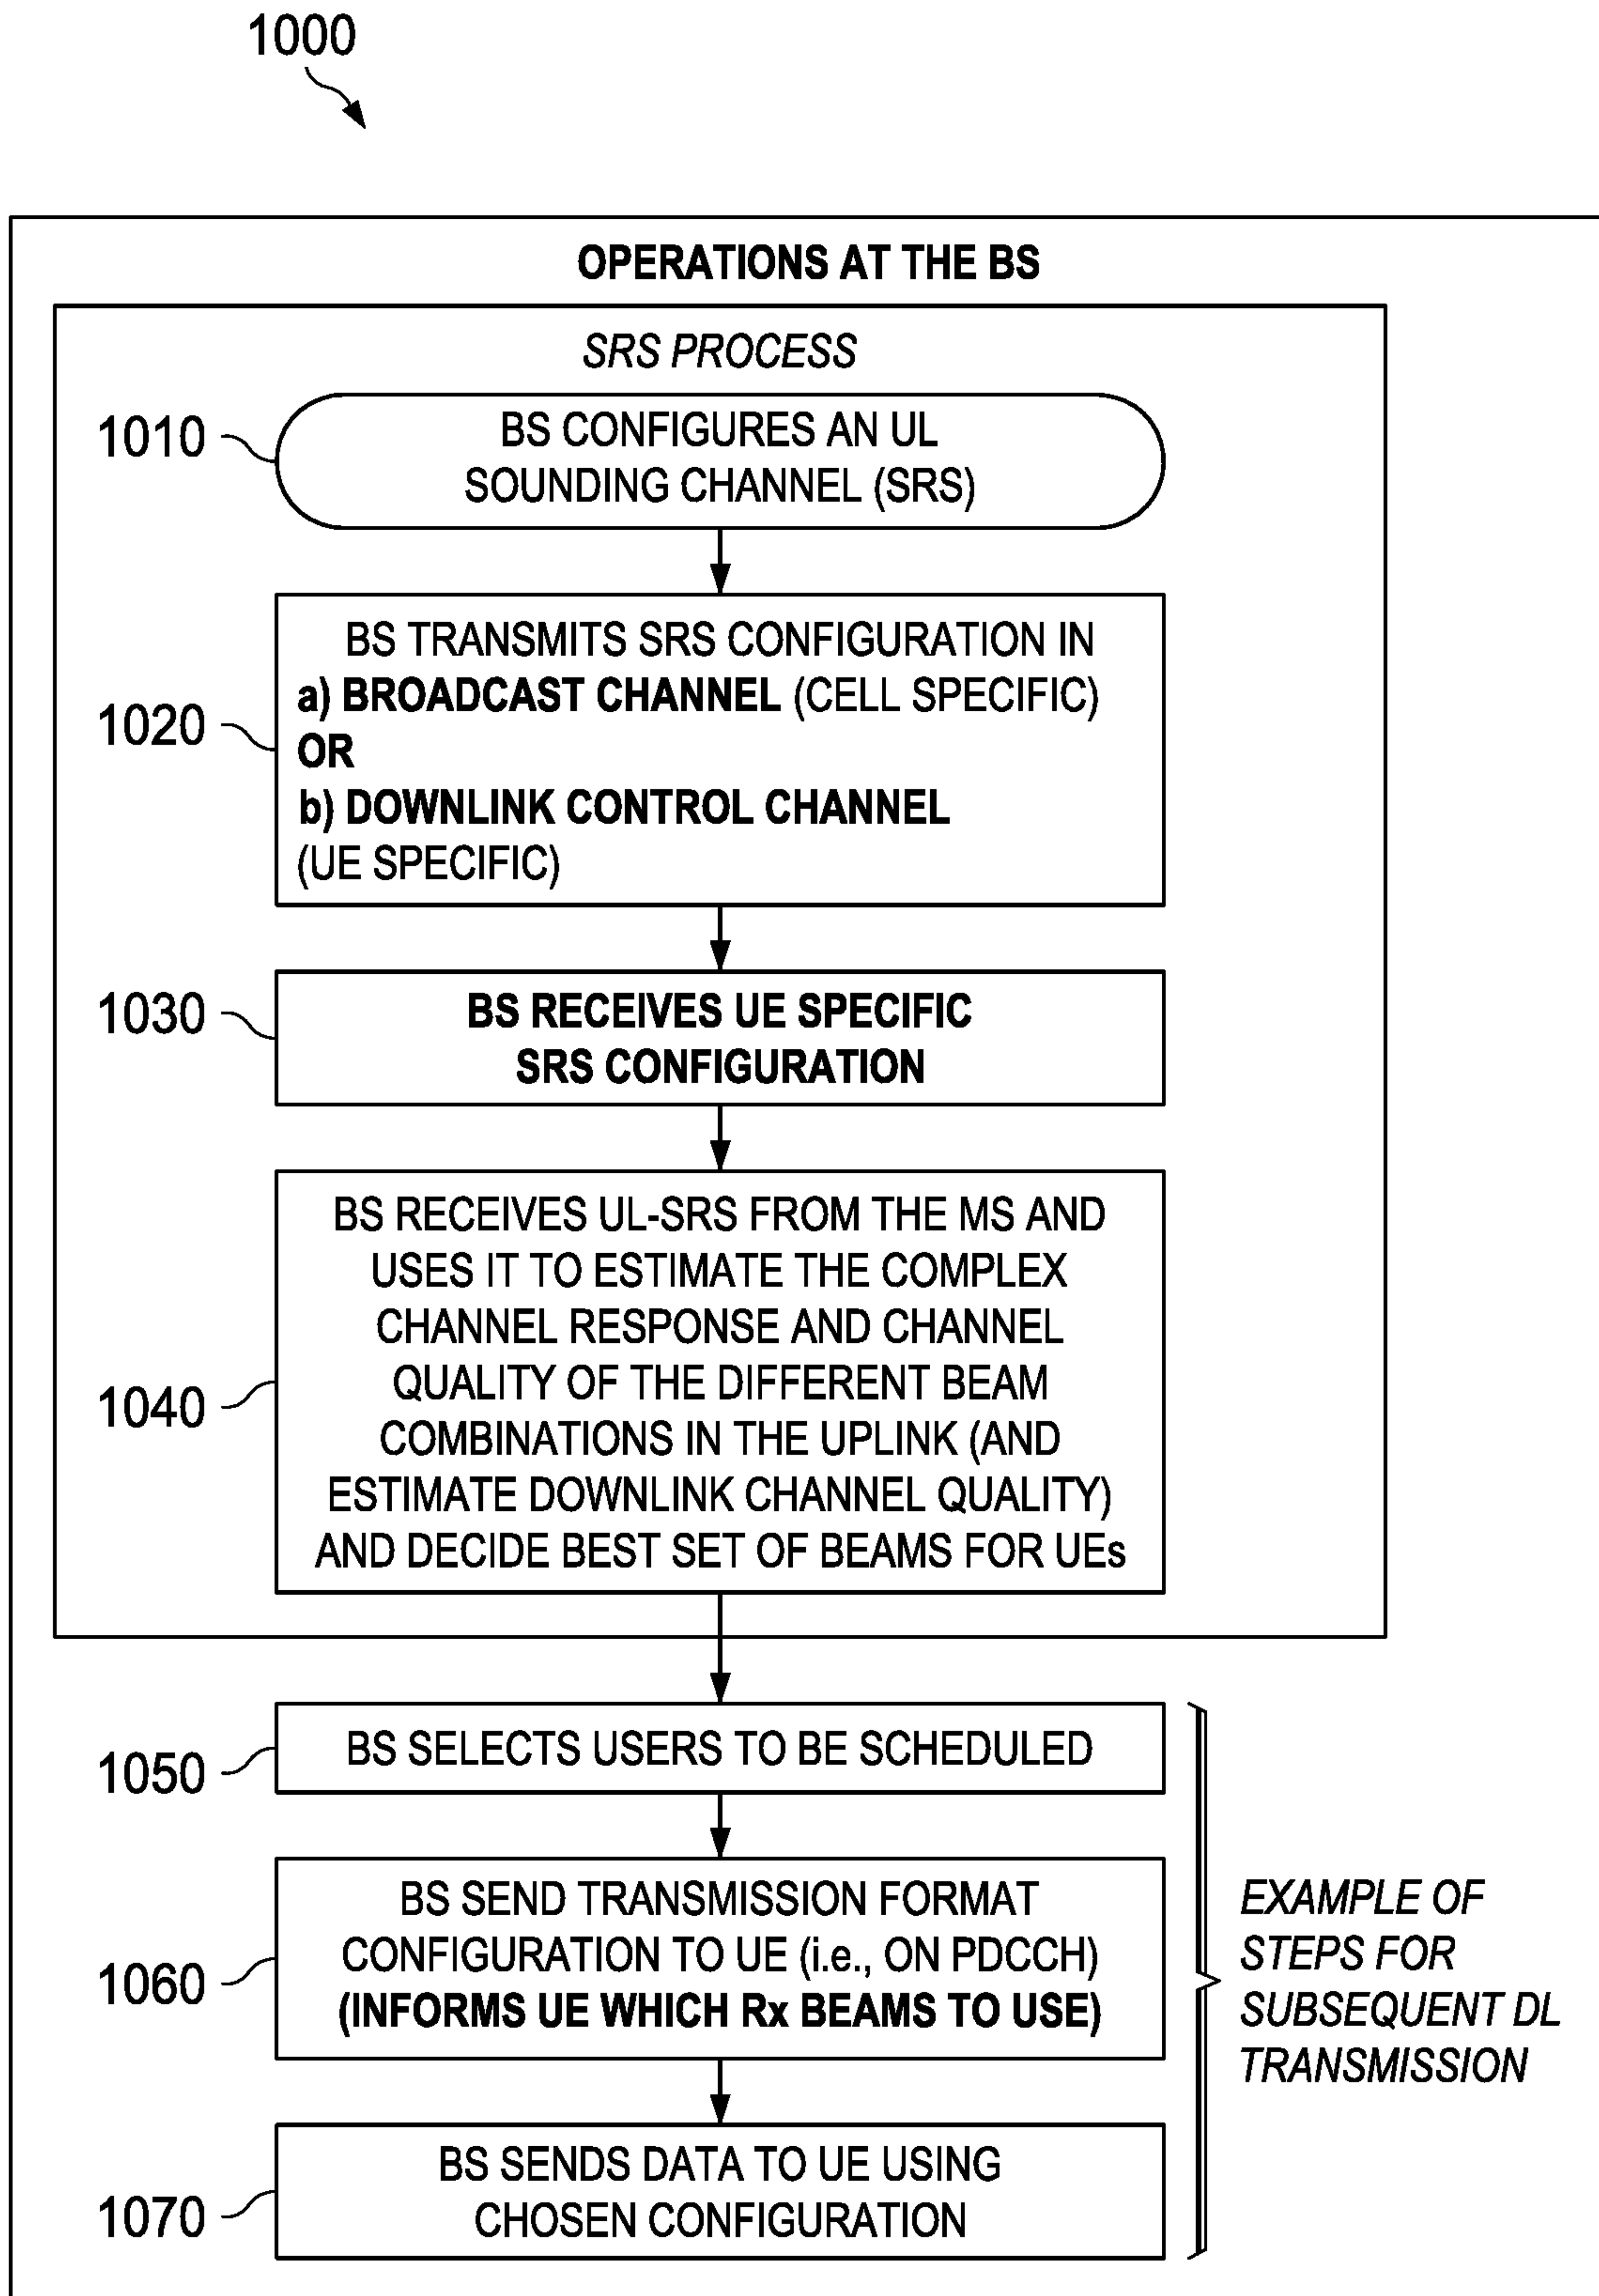 1000
OPERATIONS AT THE BS
SRS PROCESS
1010
BS CONFIGURES AN UL
SOUNDING CHANNEL (SRS)
1020
BS TRANSMITS SRS CONFIGURATION IN
a) BROADCAST CHANNEL (CELL SPECIFIC)
OR
b) DOWNLINK CONTROL CHANNEL
(UE SPECIFIC)
1030
BS RECEIVES UE SPECIFIC
SRS CONFIGURATION
1040
BS RECEIVES UL-SRS FROM THE MS AND
USES IT TO ESTIMATE THE COMPLEX
CHANNEL RESPONSE AND CHANNEL
QUALITY OF THE DIFFERENT BEAM
COMBINATIONS IN THE UPLINK (AND
ESTIMATE DOWNLINK CHANNEL QUALITY)
AND DECIDE BEST SET OF BEAMS FOR UEs
1050
BS SELECTS USERS TO BE SCHEDULED
1060
BS SEND TRANSMISSION FORMAT
CONFIGURATION TO UE (i.e., ON PDCCH)
(INFORMS UE WHICH Rx BEAMS TO USE)
1070
BS SENDS DATA TO UE USING
CHOSEN CONFIGURATION
EXAMPLE OF
STEPS FOR
SUBSEQUENT DL
TRANSMISSION